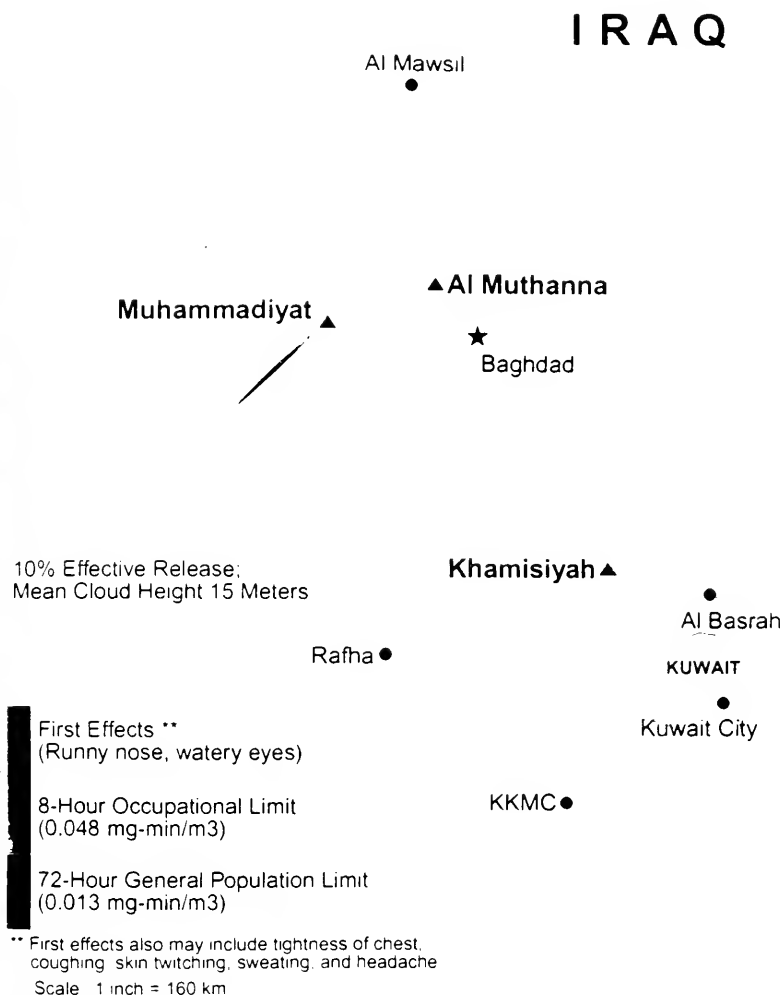 IRAQ
Al Mawsil
Al Muthanna
Muhammadiyat
Baghdad
10% Effective Release;
Mean Cloud Height 15 Meters
Khamisiyah
Al Basrah
Rafha
KUWAIT
Kuwait City
First Effects **
(Runny nose, watery eyes)
KKMC
8-Hour Occupational Limit
(0.048 mg-min/m3)
72-Hour General Population Limit
(0.013 mg-min/m3)
** First effects also may include tightness of chest,
coughing skin twitching, sweating, and headache
Scale 1 inch = 160 km